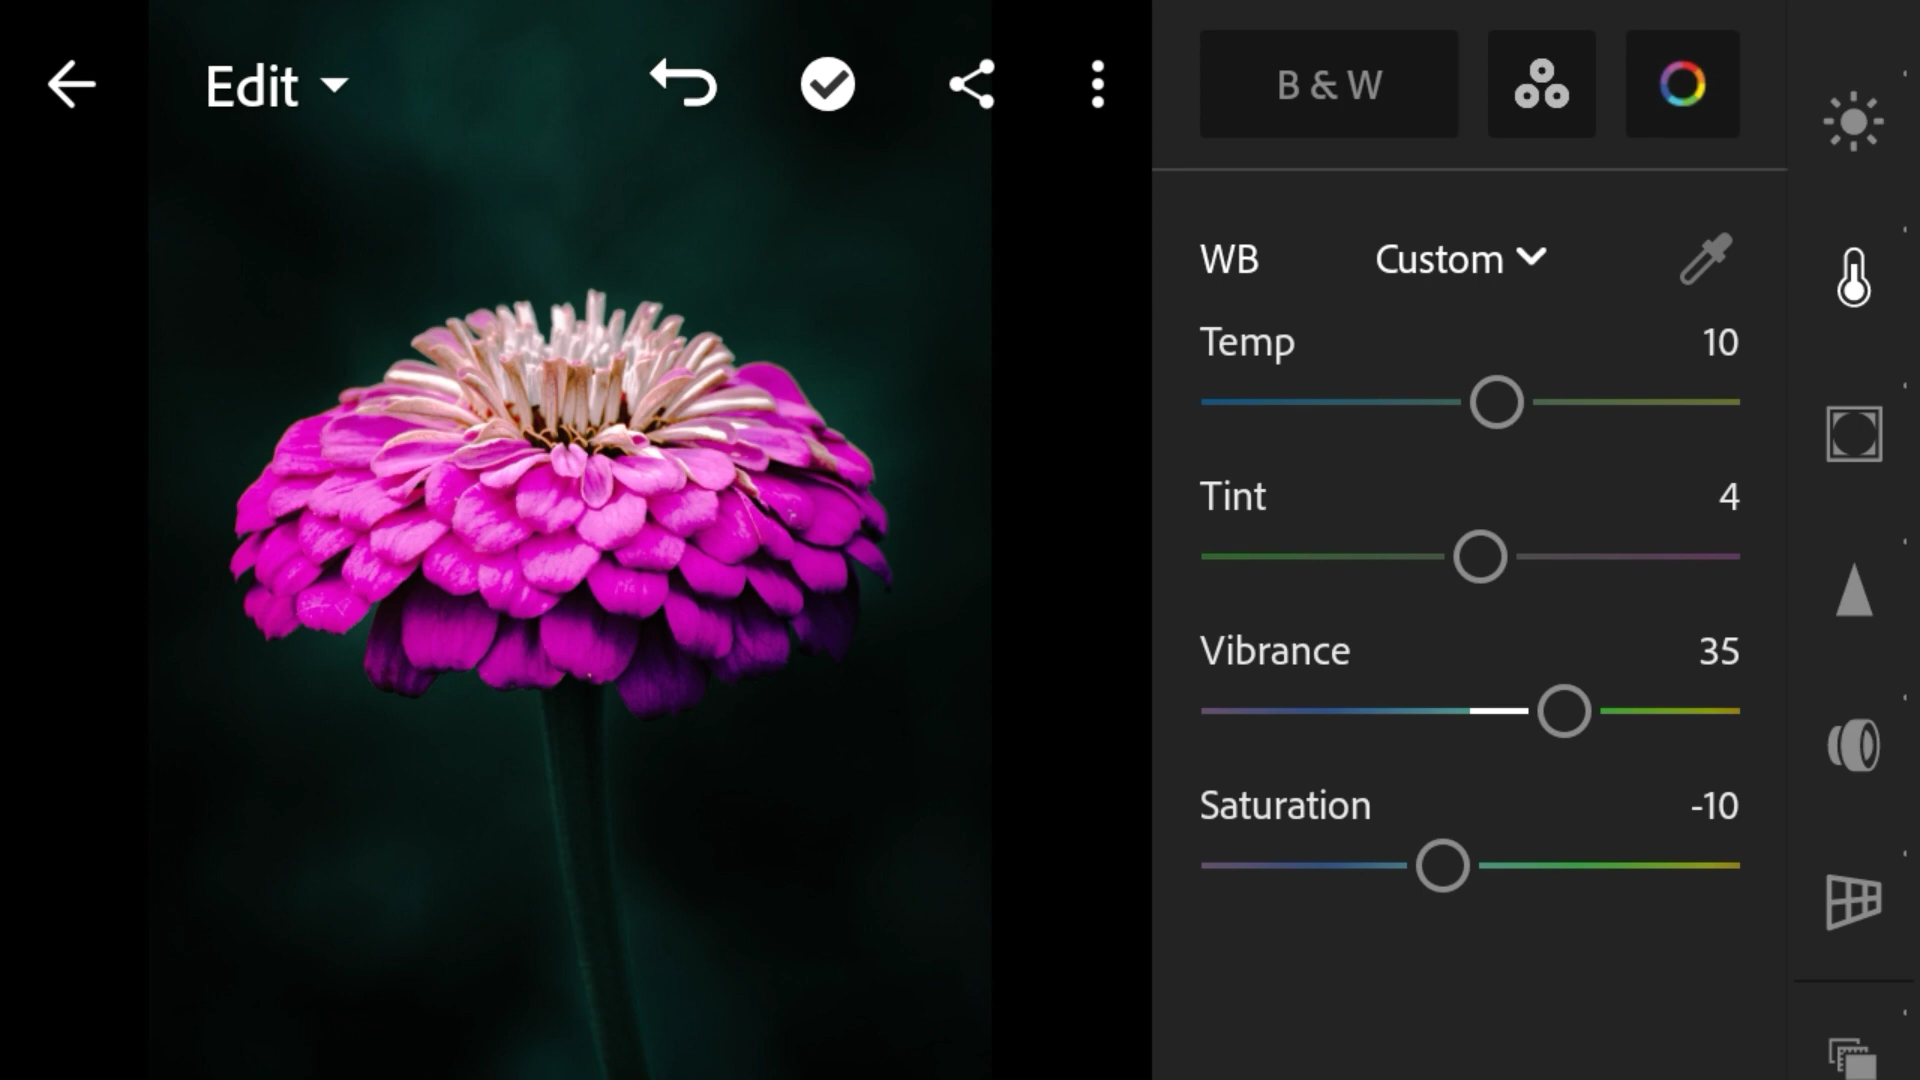 Edit
B & W
WB Custom
Temp 10
Tint 4
Vibrance 35
Saturation -10